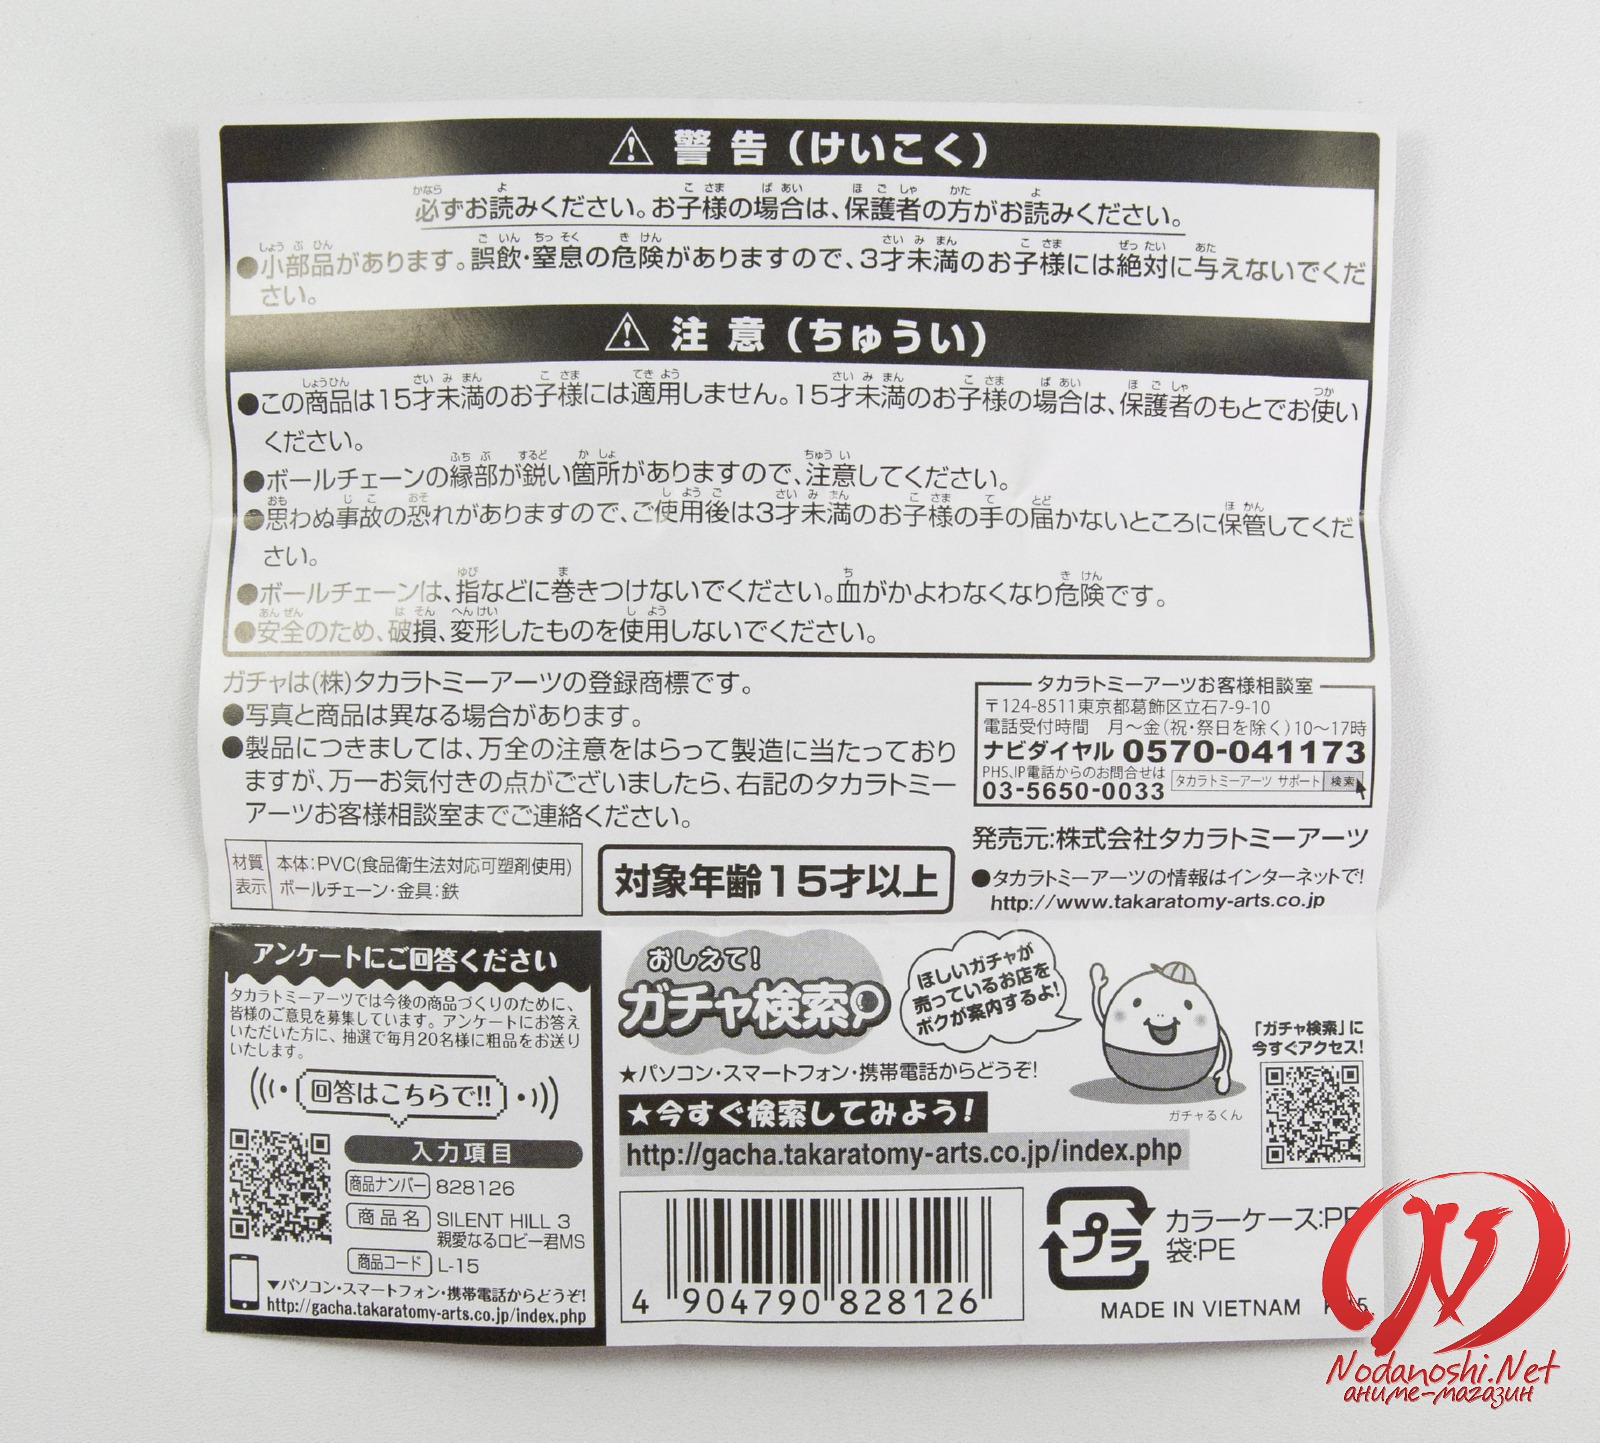 ⚠ 警告(けいこく)
必ずお読みください。お子様の場合は、保護者の方がお読みください。
●小部品があります。誤飲・窒息の危険がありますので、3才未満のお子様には絶対に与えないでくだ
さい。
⚠ 注意(ちゅうい)
●この商品は15才未満のお子様には適用しません。15才未満のお子様の場合は、保護者のもとでお使い
ください。
●ボールチェーンの縁部が鋭い箇所がありますので、注意してください。
●思わぬ事故の恐れがありますので、ご使用後は3才未満のお子様の手の届かないところに保管してくだ
さい。
●ボールチェーンは、指などに巻きつけないでください。血がかよわなくなり危険です。
●安全のため、破損、変形したものを使用しないでください。
ガチャは(株)タカラトミーアーツの登録商標です。
●写真と商品は異なる場合があります。
●製品につきましては、万全の注意をはらって製造に当たっており
ますが、万一お気付きの点がございましたら、右記のタカラトミー
アーツお客様相談室までご連絡ください。
タカラトミーアーツお客様相談室
〒124-8511東京都葛飾区立石7-9-10
電話受付時間 月〜金(祝・祭日を除く)10〜17時
ナビダイヤル 0570-041173
PHS、IP電話からのお問合せは
03-5650-0033
タカラトミーアーツ サポート 検索
発売元:株式会社タカラトミーアーツ
●タカラトミーアーツの情報はインターネットで!
http://www.takaratomy-arts.co.jp
材質
表示
本体:PVC(食品衛生法対応可塑剤使用)
ボールチェーン・金具:鉄
対象年齢15才以上
アンケートにご回答ください
タカラトミーアーツでは今後の商品づくりのために、
皆様のご意見を募集しています。アンケートにお答え
いただいた方に、抽選で毎月20名様に粗品をお送り
いたします。
回答はこちらで!!
入力項目
商品ナンバー 828126
商品名 SILENT HILL 3
親愛なるロビー君MS
商品コード L-15
▼パソコン・スマートフォン・携帯電話からどうぞ!
http://gacha.takaratomy-arts.co.jp/index.php
おしえて!
ガチャ検索
ほしいガチャが
売っているお店を
ボクが案内するよ!
ガチャるくん
「ガチャ検索」に
今すぐアクセス!
★パソコン・スマートフォン・携帯電話からどうぞ!
★今すぐ検索してみよう!
http://gacha.takaratomy-arts.co.jp/index.php
4 904790 828126
プラ
カラーケース:PP
袋:PE
MADE IN VIETNAM
Nodanoshi.Net
аниме-магазин